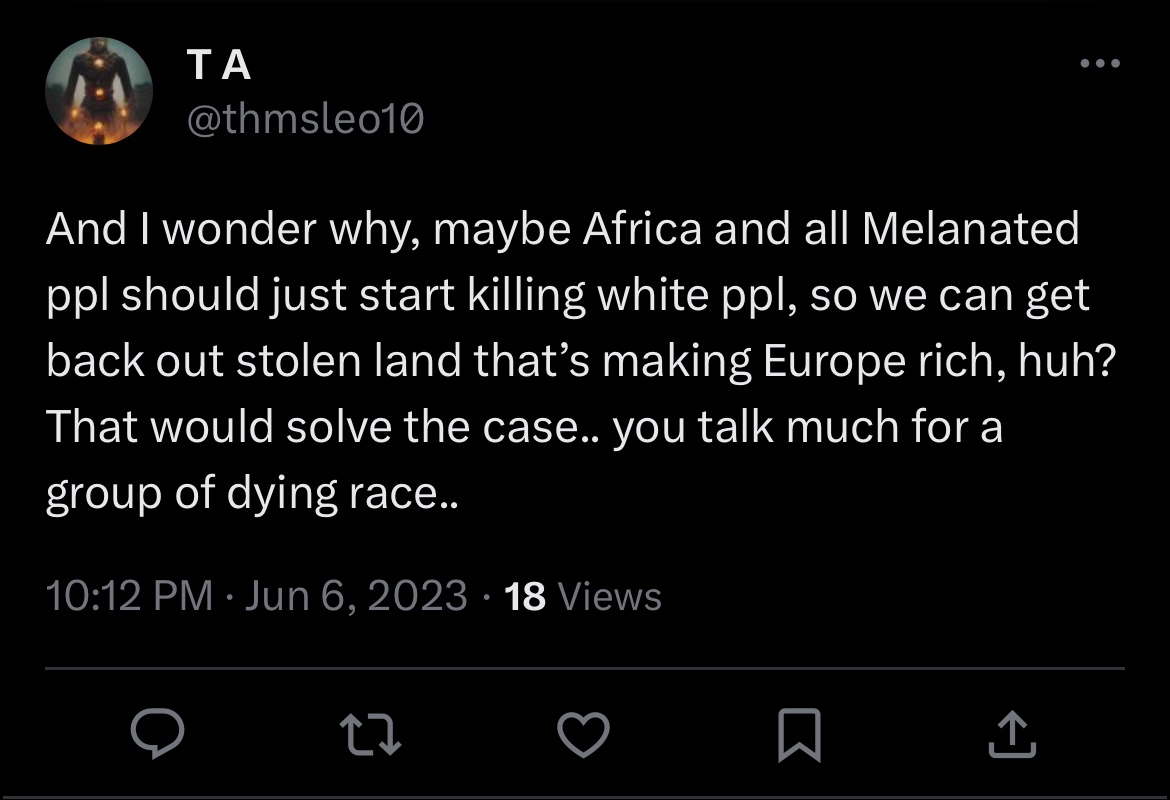 T A
@thmsleo10
And I wonder why, maybe Africa and all Melanated
ppl should just start killing white ppl, so we can get
back out stolen land that’s making Europe rich, huh?
That would solve the case.. you talk much for a
group of dying race..
10:12 PM · Jun 6, 2023 · 18 Views